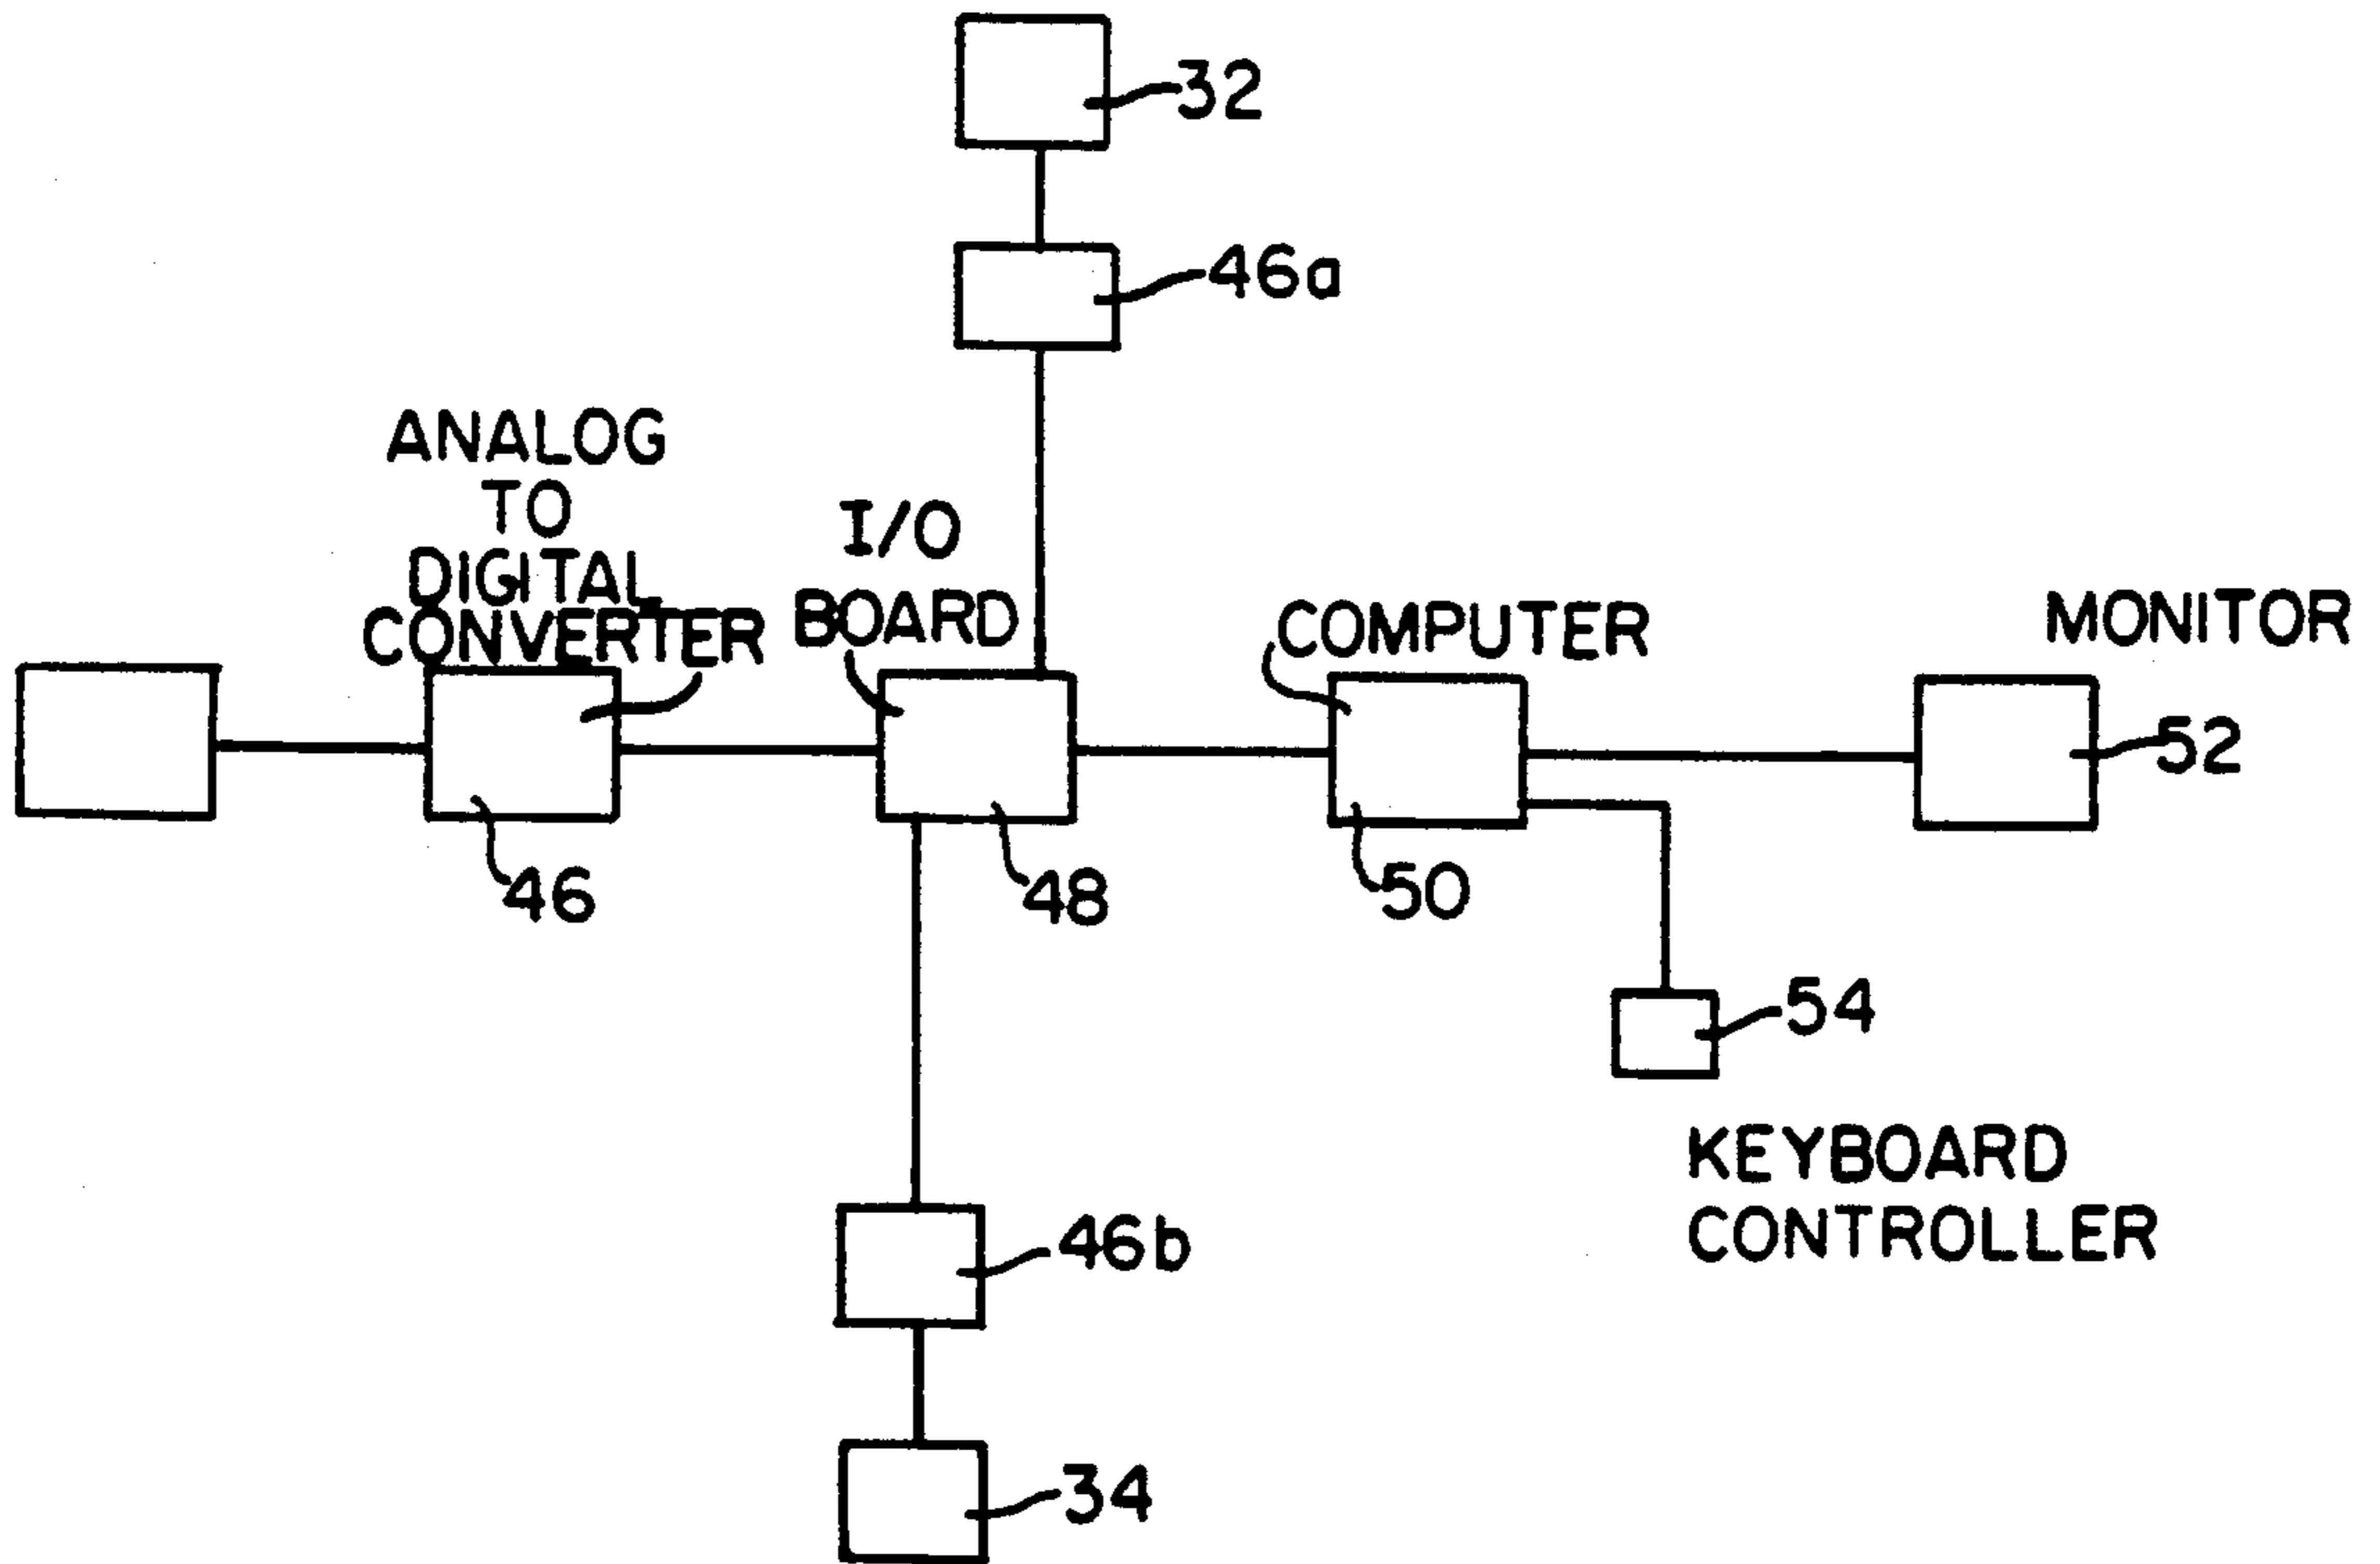 32
46a
ANALOG
TO
DIGITAL
CONVERTER
I/O
BOARD
COMPUTER
MONITOR
52
46
48
50
54
KEYBOARD
CONTROLLER
46b
34